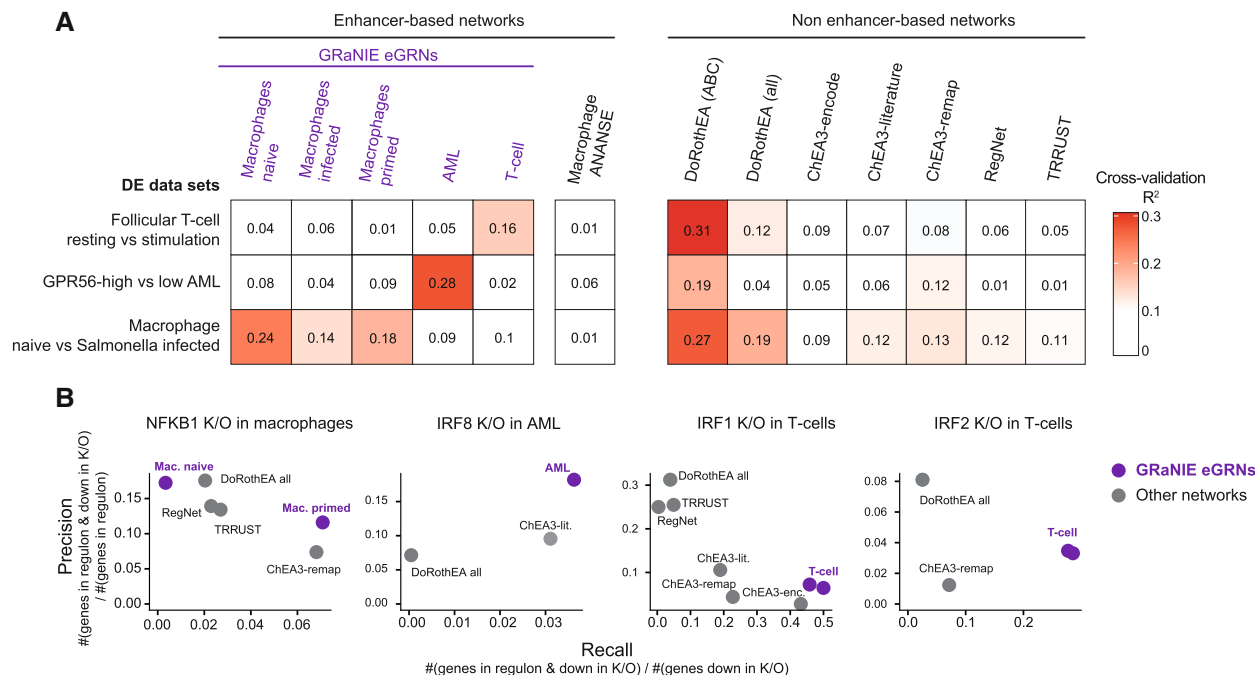 A
Enhancer-based networks
Non enhancer-based networks
GRaNIE eGRNs
Macrophages
naive
Macrophages
infected
Macrophages
primed
AML
T-cell
Macrophage
ANANSE
DoRothEA (ABC)
DoRothEA (all)
ChEA3-encode
ChEA3-literature
ChEA3-remap
RegNet
TRRUST
DE data sets
Cross-validation
R²
Follicular T-cell
resting vs stimulation
0.04 0.06 0.01 0.05 0.16 0.01 0.31 0.12 0.09 0.07 0.08 0.06 0.05
GPR56-high vs low AML
0.08 0.04 0.09 0.28 0.02 0.06 0.19 0.04 0.05 0.06 0.12 0.01 0.01
Macrophage
naive vs Salmonella infected
0.24 0.14 0.18 0.09 0.1 0.01 0.27 0.19 0.09 0.12 0.13 0.12 0.11
0.3
0.2
0.1
0
B
NFKB1 K/O in macrophages
IRF8 K/O in AML
IRF1 K/O in T-cells
IRF2 K/O in T-cells
Precision
#(genes in regulon & down in K/O)
/ #(genes in regulon)
0.15
0.10
0.05
0.00
Mac. naive
DoRothEA all
RegNet
TRRUST
Mac. primed
ChEA3-remap
0.00 0.02 0.04 0.06
0.15
0.10
0.05
0.00
AML
ChEA3-lit.
DoRothEA all
0.00 0.01 0.02 0.03
0.3
0.2
0.1
DoRothEA all
TRRUST
RegNet
ChEA3-lit.
ChEA3-remap
ChEA3-enc.
T-cell
0.0 0.1 0.2 0.3 0.4 0.5
0.08
0.06
0.04
0.02
0.00
DoRothEA all
T-cell
ChEA3-remap
0.0 0.1 0.2
GRaNIE eGRNs
Other networks
Recall
#(genes in regulon & down in K/O) / #(genes down in K/O)